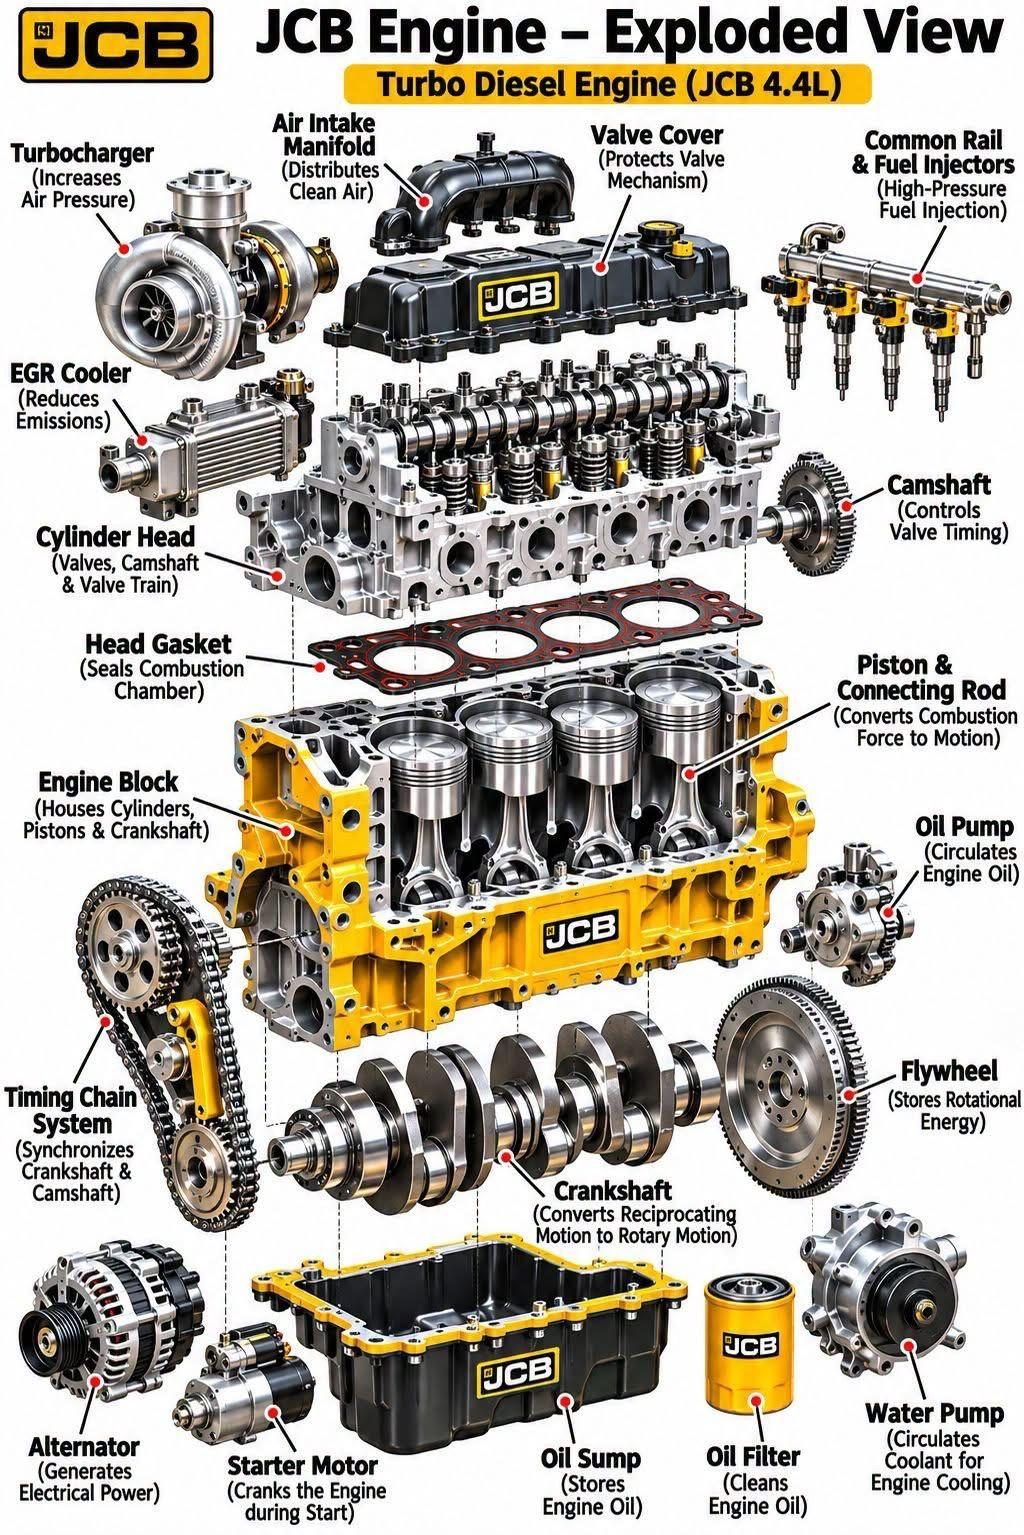 JCB
JCB Engine – Exploded View
Turbo Diesel Engine (JCB 4.4L)
Turbocharger
(Increases
Air Pressure)
Air Intake
Manifold
(Distributes
Clean Air)
Valve Cover
(Protects Valve
Mechanism)
Common Rail
& Fuel Injectors
(High-Pressure
Fuel Injection)
JCB
EGR Cooler
(Reduces
Emissions)
Camshaft
(Controls
Valve Timing)
Cylinder Head
(Valves, Camshaft
& Valve Train)
Head Gasket
(Seals Combustion
Chamber)
Piston &
Connecting Rod
(Converts Combustion
Force to Motion)
Engine Block
(Houses Cylinders,
Pistons & Crankshaft)
Oil Pump
(Circulates
Engine Oil)
JCB
Timing Chain
System
(Synchronizes
Crankshaft &
Camshaft)
Flywheel
(Stores Rotational
Energy)
Crankshaft
(Converts Reciprocating
Motion to Rotary Motion)
JCB
JCB
Alternator
(Generates
Electrical Power)
Starter Motor
(Cranks the Engine
during Start)
Oil Sump
(Stores
Engine Oil)
Oil Filter
(Cleans
Engine Oil)
Water Pump
(Circulates
Coolant for
Engine Cooling)